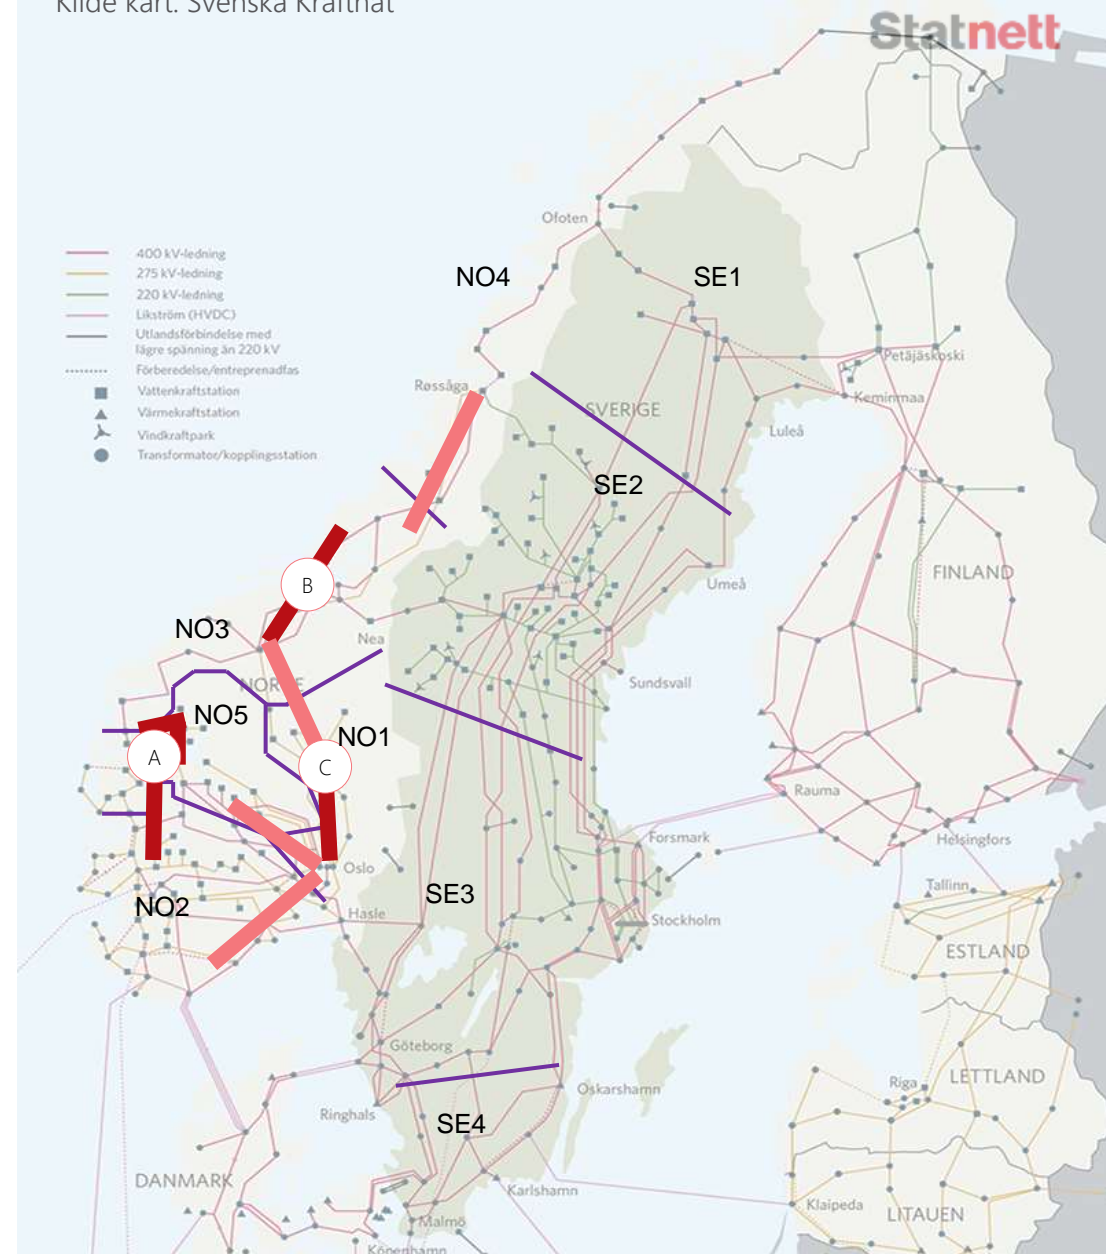 Kilde kart: Svenska Kraftnät
Statnett
Ofoten
400 kV-ledning
275 kV-ledning
220 kV-ledning
Likström (HVDC)
Utlandsförbindelse med
lägre spänning än 220 kV
Förberedelse/entreprenadfas
Vattenkraftstation
Värmekraftstation
Vindkraftpark
Transformator/kopplingsstation
NO4
SE1
Petäjäskoski
Røssåga
Keminmaa
SVERIGE
Luleå
SE2
FINLAND
Umeå
B
NO3
Nea
NORGE
Sundsvall
NO5
NO1
A
C
Rauma
Forsmark
Helsingfors
Oslo
Tallinn
SE3
NO2
Hasle
Stockholm
ESTLAND
Göteborg
LETTLAND
Riga
Oskarshamn
Ringhals
SE4
DANMARK
Karlshamn
Klaipeda
LITAUEN
Malmö
Köpenhamn